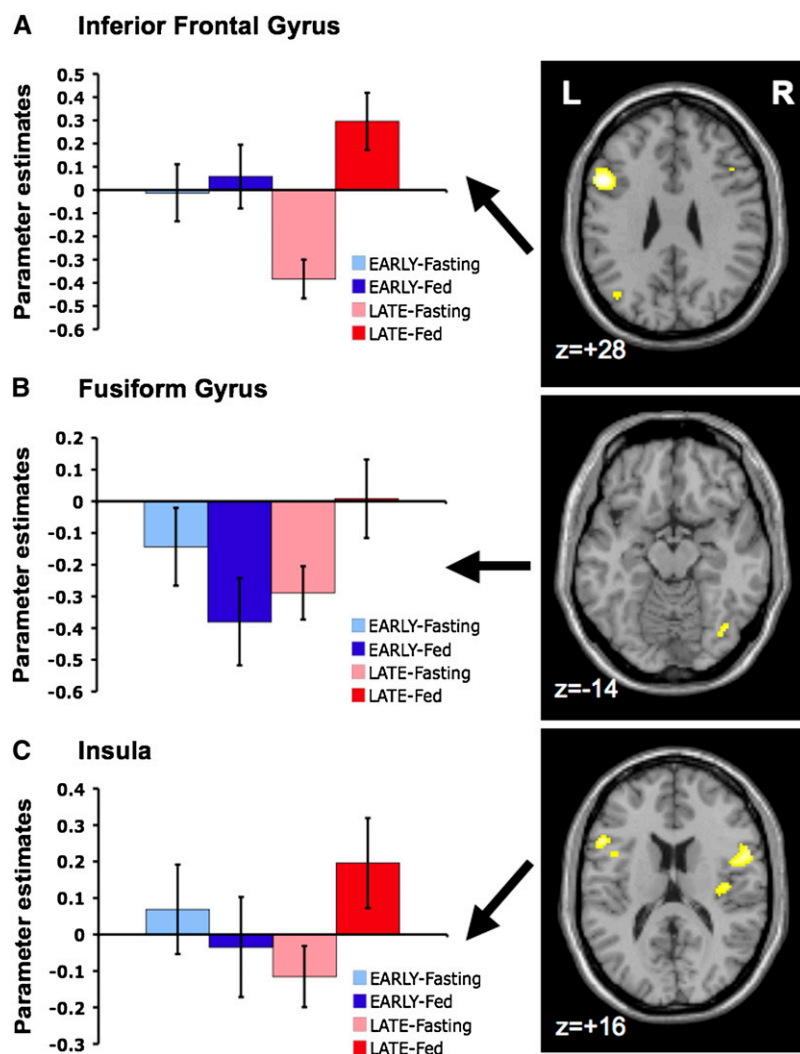 A Inferior Frontal Gyrus
Parameter estimates
0.5
0.4
0.3
0.2
0.1
0
-0.1
-0.2
-0.3
-0.4
-0.5
-0.6
EARLY-Fasting
EARLY-Fed
LATE-Fasting
LATE-Fed
L R
z=+28
B Fusiform Gyrus
Parameter estimates
0.2
0.1
0
-0.1
-0.2
-0.3
-0.4
-0.5
-0.6
EARLY-Fasting
EARLY-Fed
LATE-Fasting
LATE-Fed
z=-14
C Insula
Parameter estimates
0.4
0.3
0.2
0.1
0
-0.1
-0.2
-0.3
EARLY-Fasting
EARLY-Fed
LATE-Fasting
LATE-Fed
z=+16